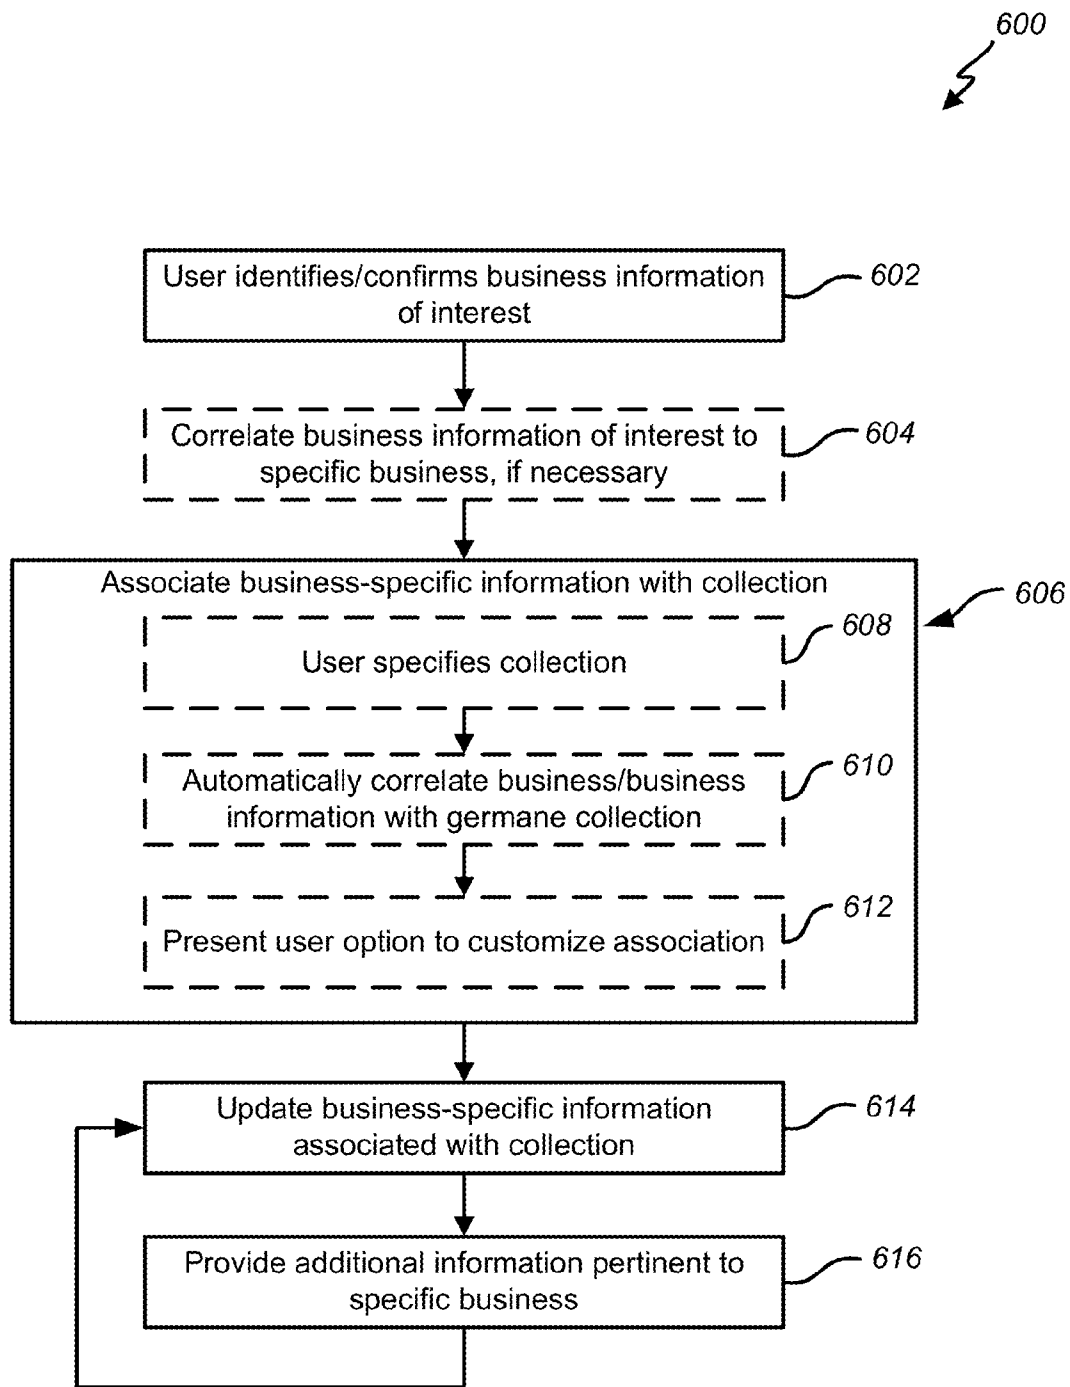 600
User identifies/confirms business information
of interest
602
Correlate business information of interest to
specific business, if necessary
604
Associate business-specific information with collection
606
User specifies collection
608
Automatically correlate business/business
information with germane collection
610
Present user option to customize association
612
Update business-specific information
associated with collection
614
Provide additional information pertinent to
specific business
616